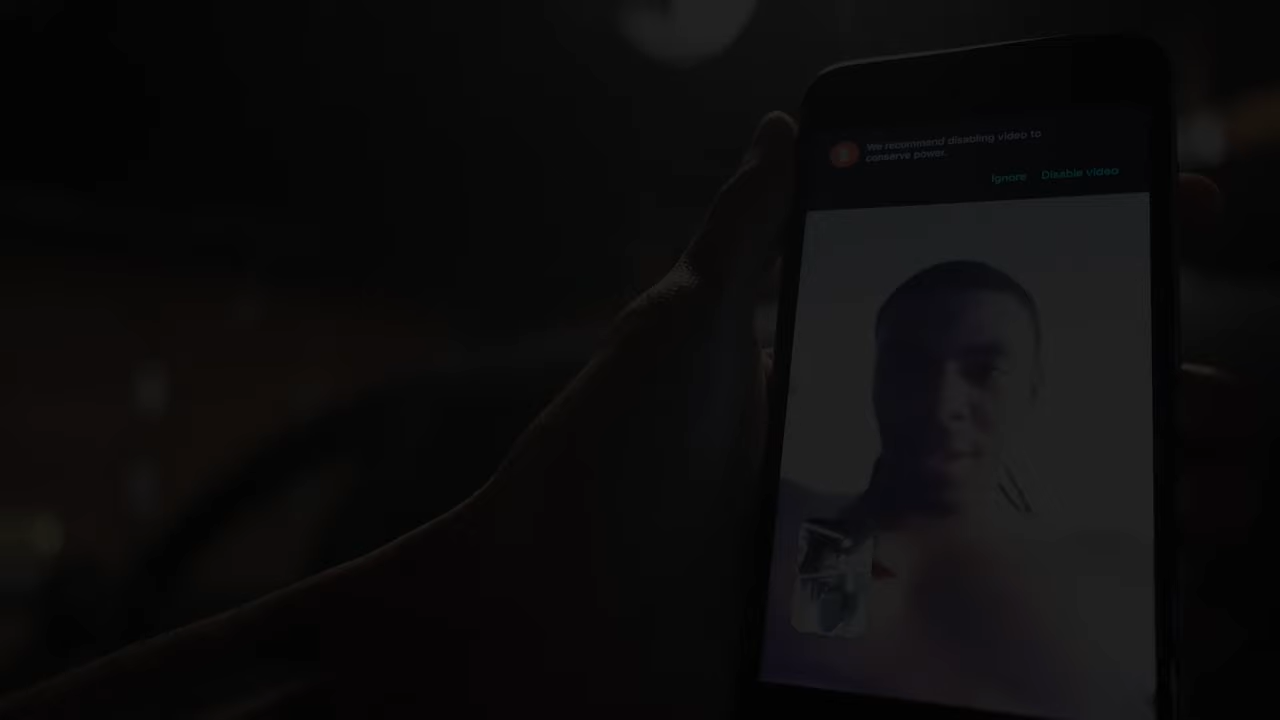 We recommend disabling video to
conserve power.
Ignore Disable video